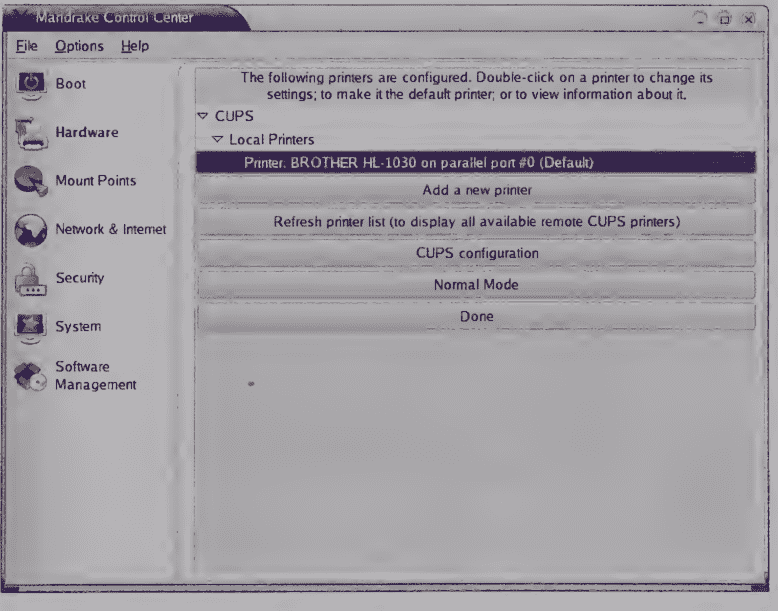 Mandrake Control Center
File Options Help
Boot
Hardware
Mount Points
Network & Internet
Security
System
Software
Management
The following printers are configured. Double-click on a printer to change its
settings; to make it the default printer; or to view information about it.
CUPS
Local Printers
Printer. BROTHER HL-1030 on parallel port #0 (Default)
Add a new printer
Refresh printer list (to display all available remote CUPS printers)
CUPS configuration
Normal Mode
Done